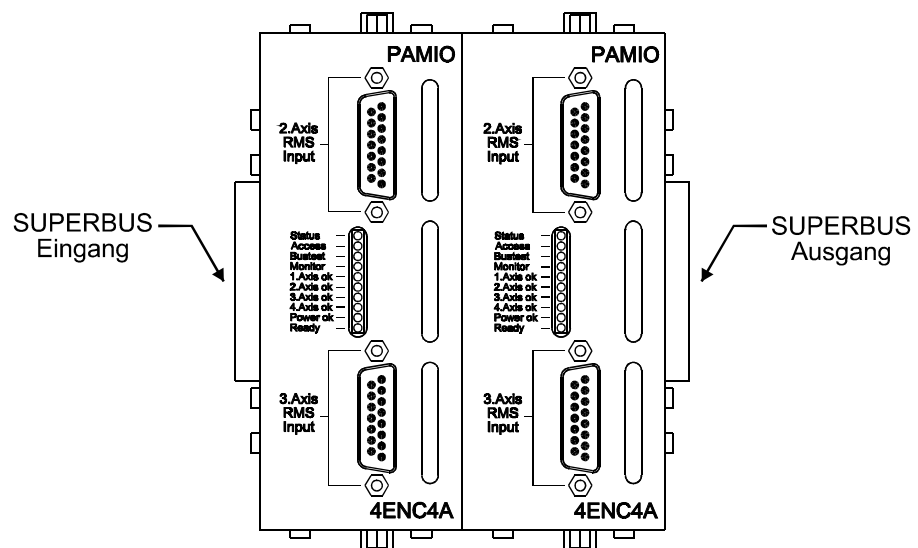 PAMIO
2.Axis
RMS
Input
Status
Access
Bustest
Monitor
1.Axis ok
2.Axis ok
3.Axis ok
4.Axis ok
Power ok
Ready
3.Axis
RMS
Input
4ENC4A
PAMIO
2.Axis
RMS
Input
Status
Access
Bustest
Monitor
1.Axis ok
2.Axis ok
3.Axis ok
4.Axis ok
Power ok
Ready
3.Axis
RMS
Input
4ENC4A
SUPERBUS
Eingang
SUPERBUS
Ausgang